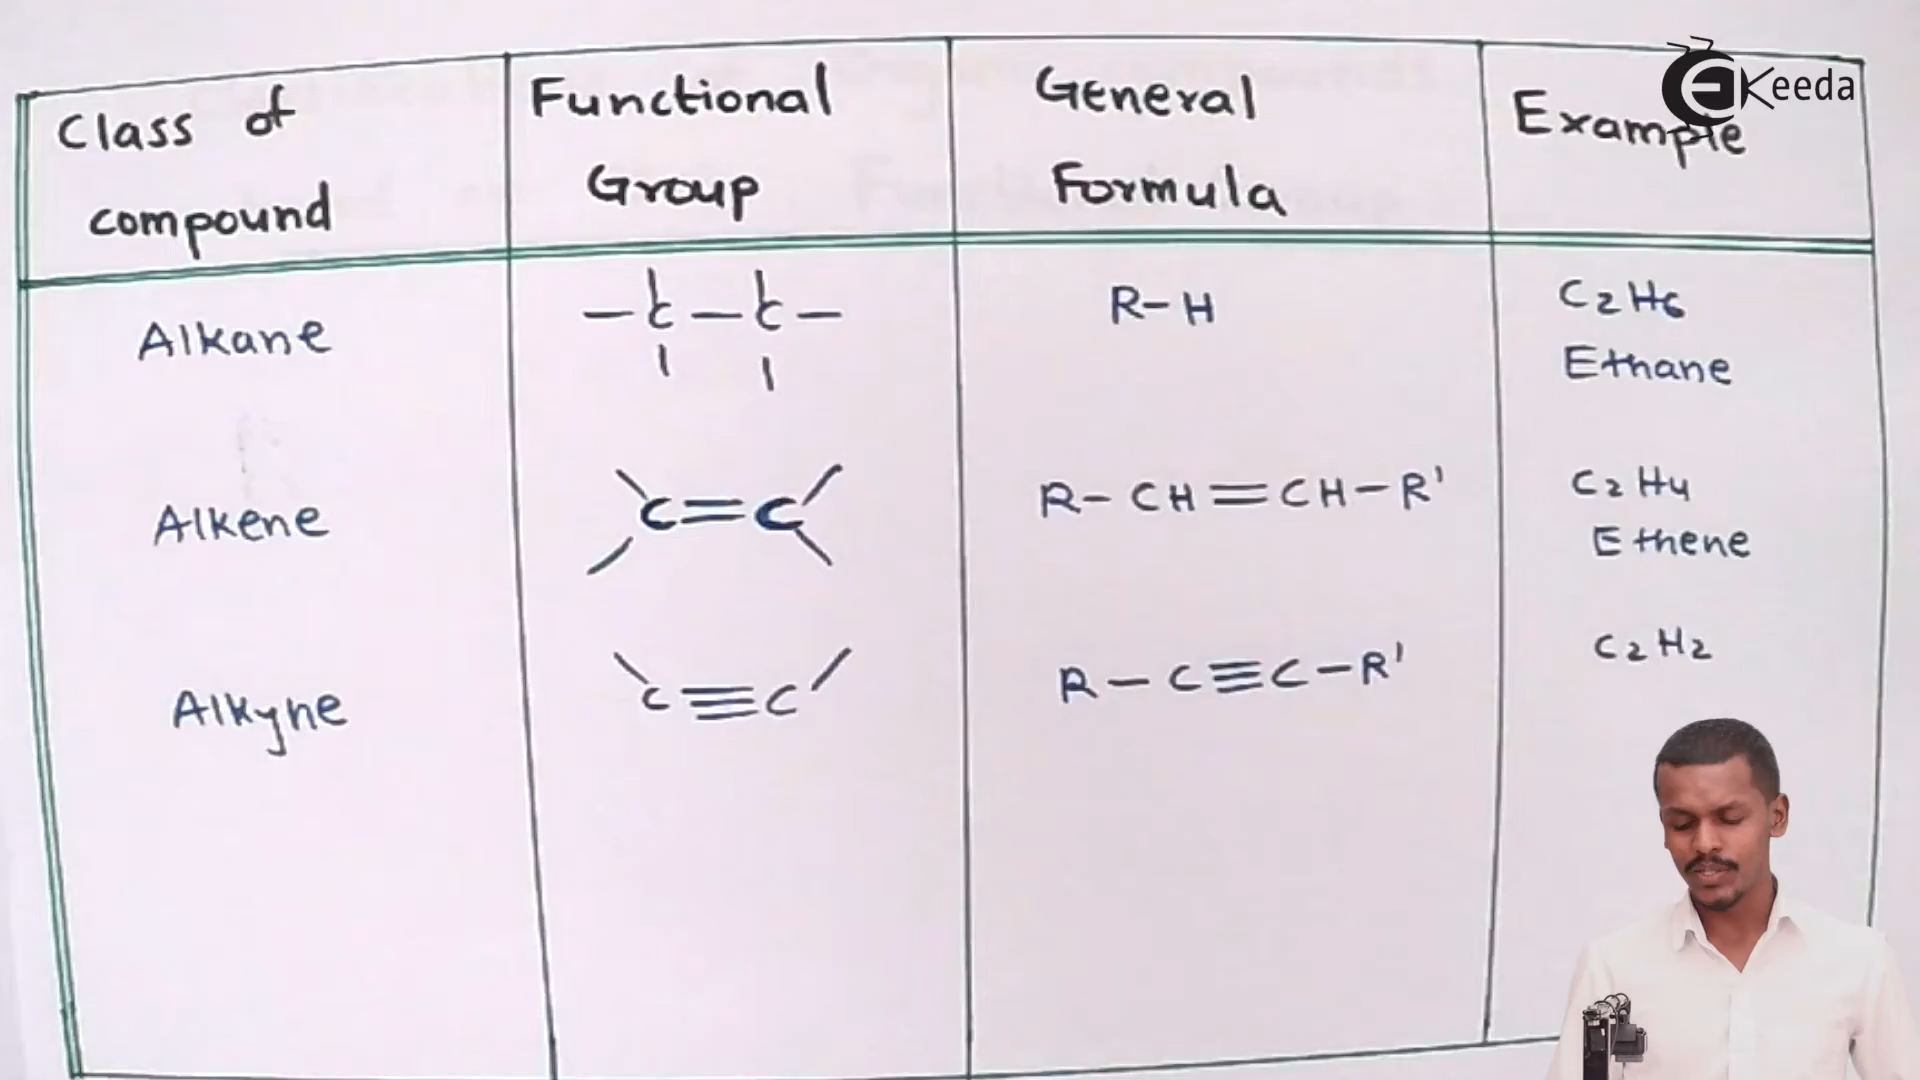 Class of compound
Functional Group
General Formula
Example
EKeeda
Alkane
-C-C-
R-H
C2H6
Ethane
Alkene
C=C
R-CH=CH-R'
C2H4
Ethene
Alkyne
C≡C
R-C≡C-R'
C2H2